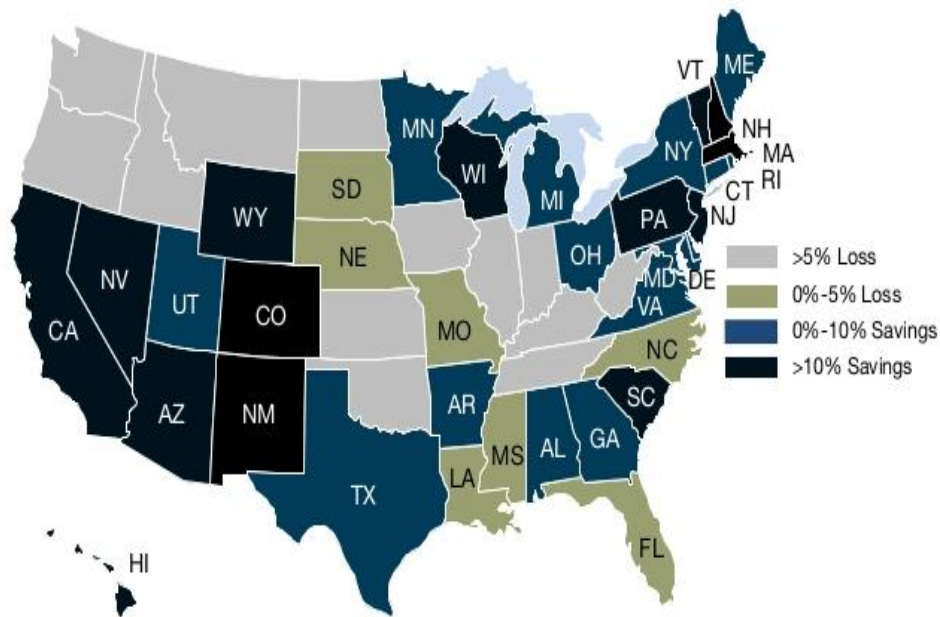 ME
VT
MN
NH
NY
MA
WI
RI
SD
MI
CT
WY
PA
NJ
NE
OH
>5% Loss
NV
MD
DE
UT
0%-5% Loss
VA
CA
CO
MO
0%-10% Savings
NC
>10% Savings
SC
AZ
NM
AR
MS
AL
GA
LA
TX
FL
HI